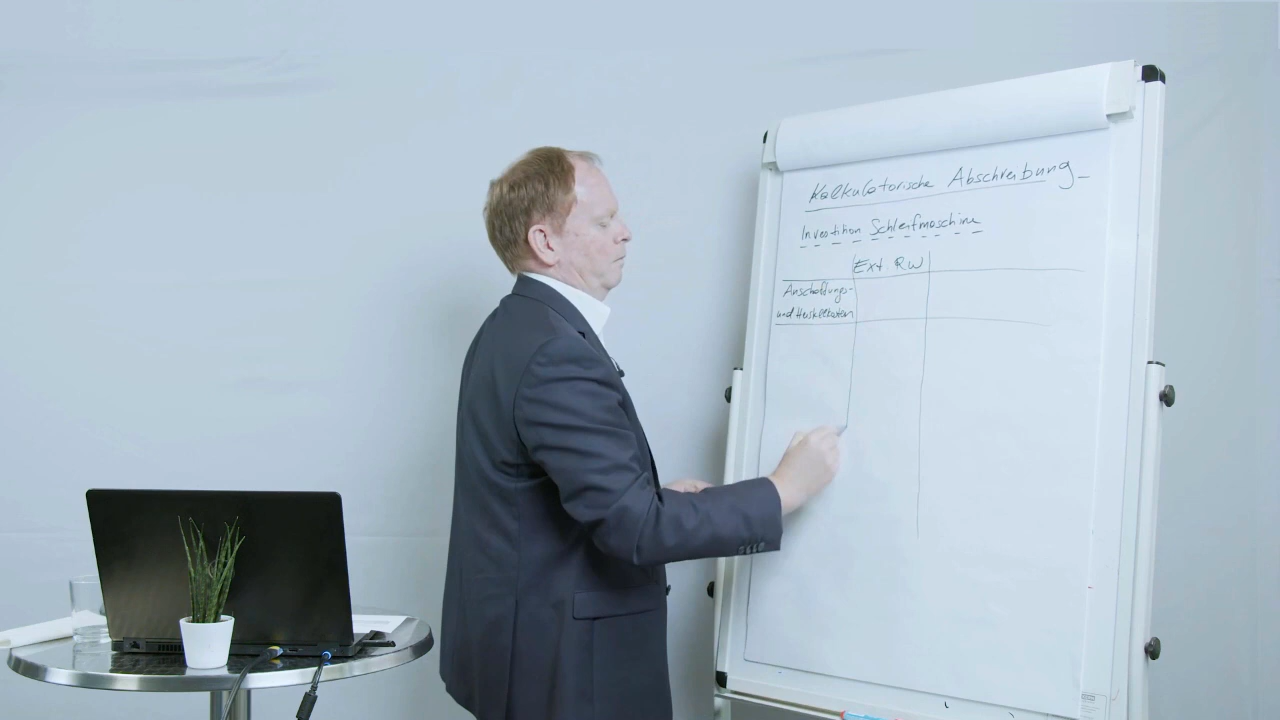 Kalkulatorische Abschreibung
Investition Schleifmaschine
Ext. RW
Anschaffungs-
und Herstellkosten